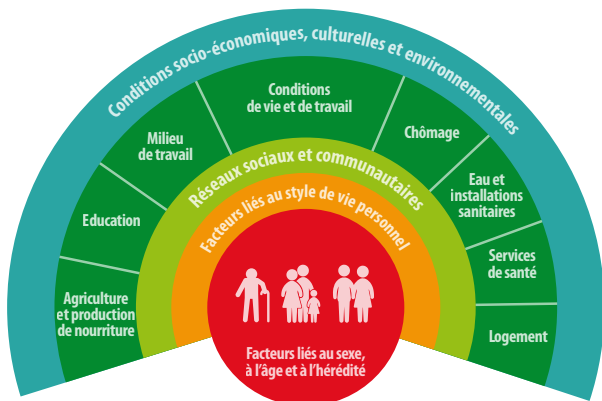 Conditions socio-économiques, culturelles et environnementales
Conditions
de vie et de travail
Milieu
de travail
Chômage
Education
Eau et
installations
sanitaires
Agriculture
et production
de nourriture
Services
de santé
Logement
Réseaux sociaux et communautaires
Facteurs liés au style de vie personnel
Facteurs liés au sexe,
à l'âge et à l'hérédité